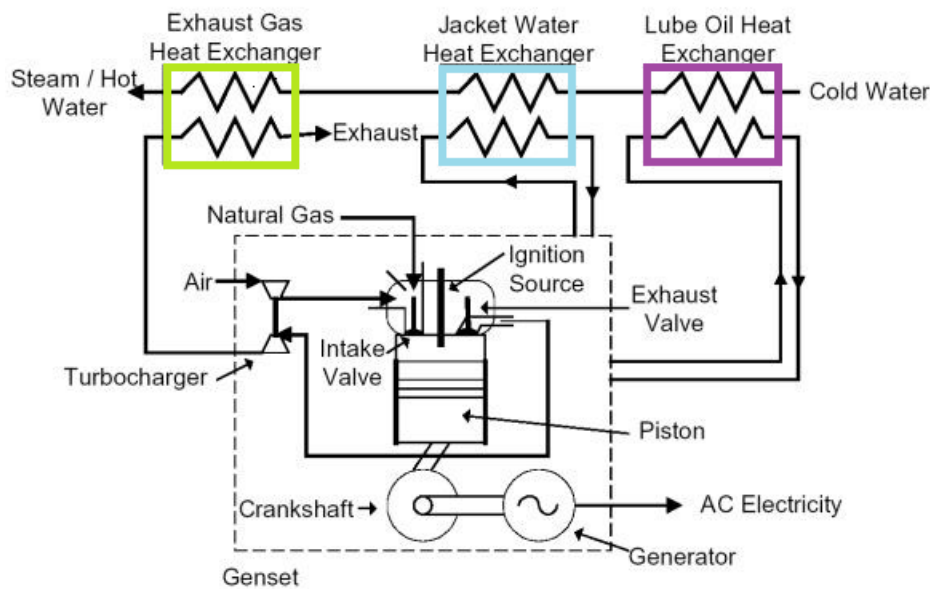 Exhaust Gas
Heat Exchanger
Jacket Water
Heat Exchanger
Lube Oil Heat
Exchanger
Steam / Hot
Water
Cold Water
Exhaust
Natural Gas
Ignition
Source
Air
Exhaust
Valve
Intake
Valve
Turbocharger
Piston
Crankshaft
AC Electricity
Generator
Genset